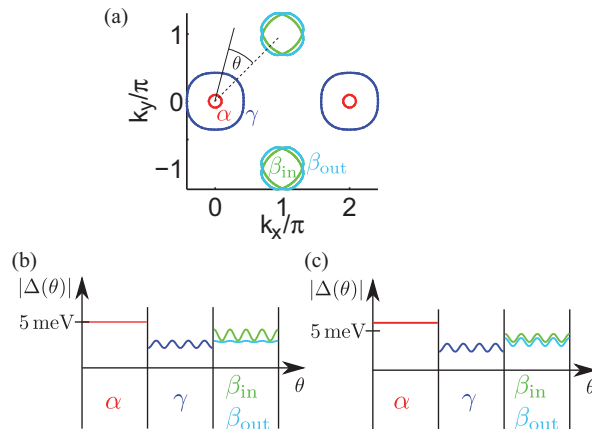 (a)
1
0
−1
k_y/π
θ
α γ
β_in β_out
0 1 2
k_x/π
(b)
|Δ(θ)|
5 meV
θ
α γ β_in
β_out
(c)
|Δ(θ)|
5 meV
θ
α γ β_in
β_out